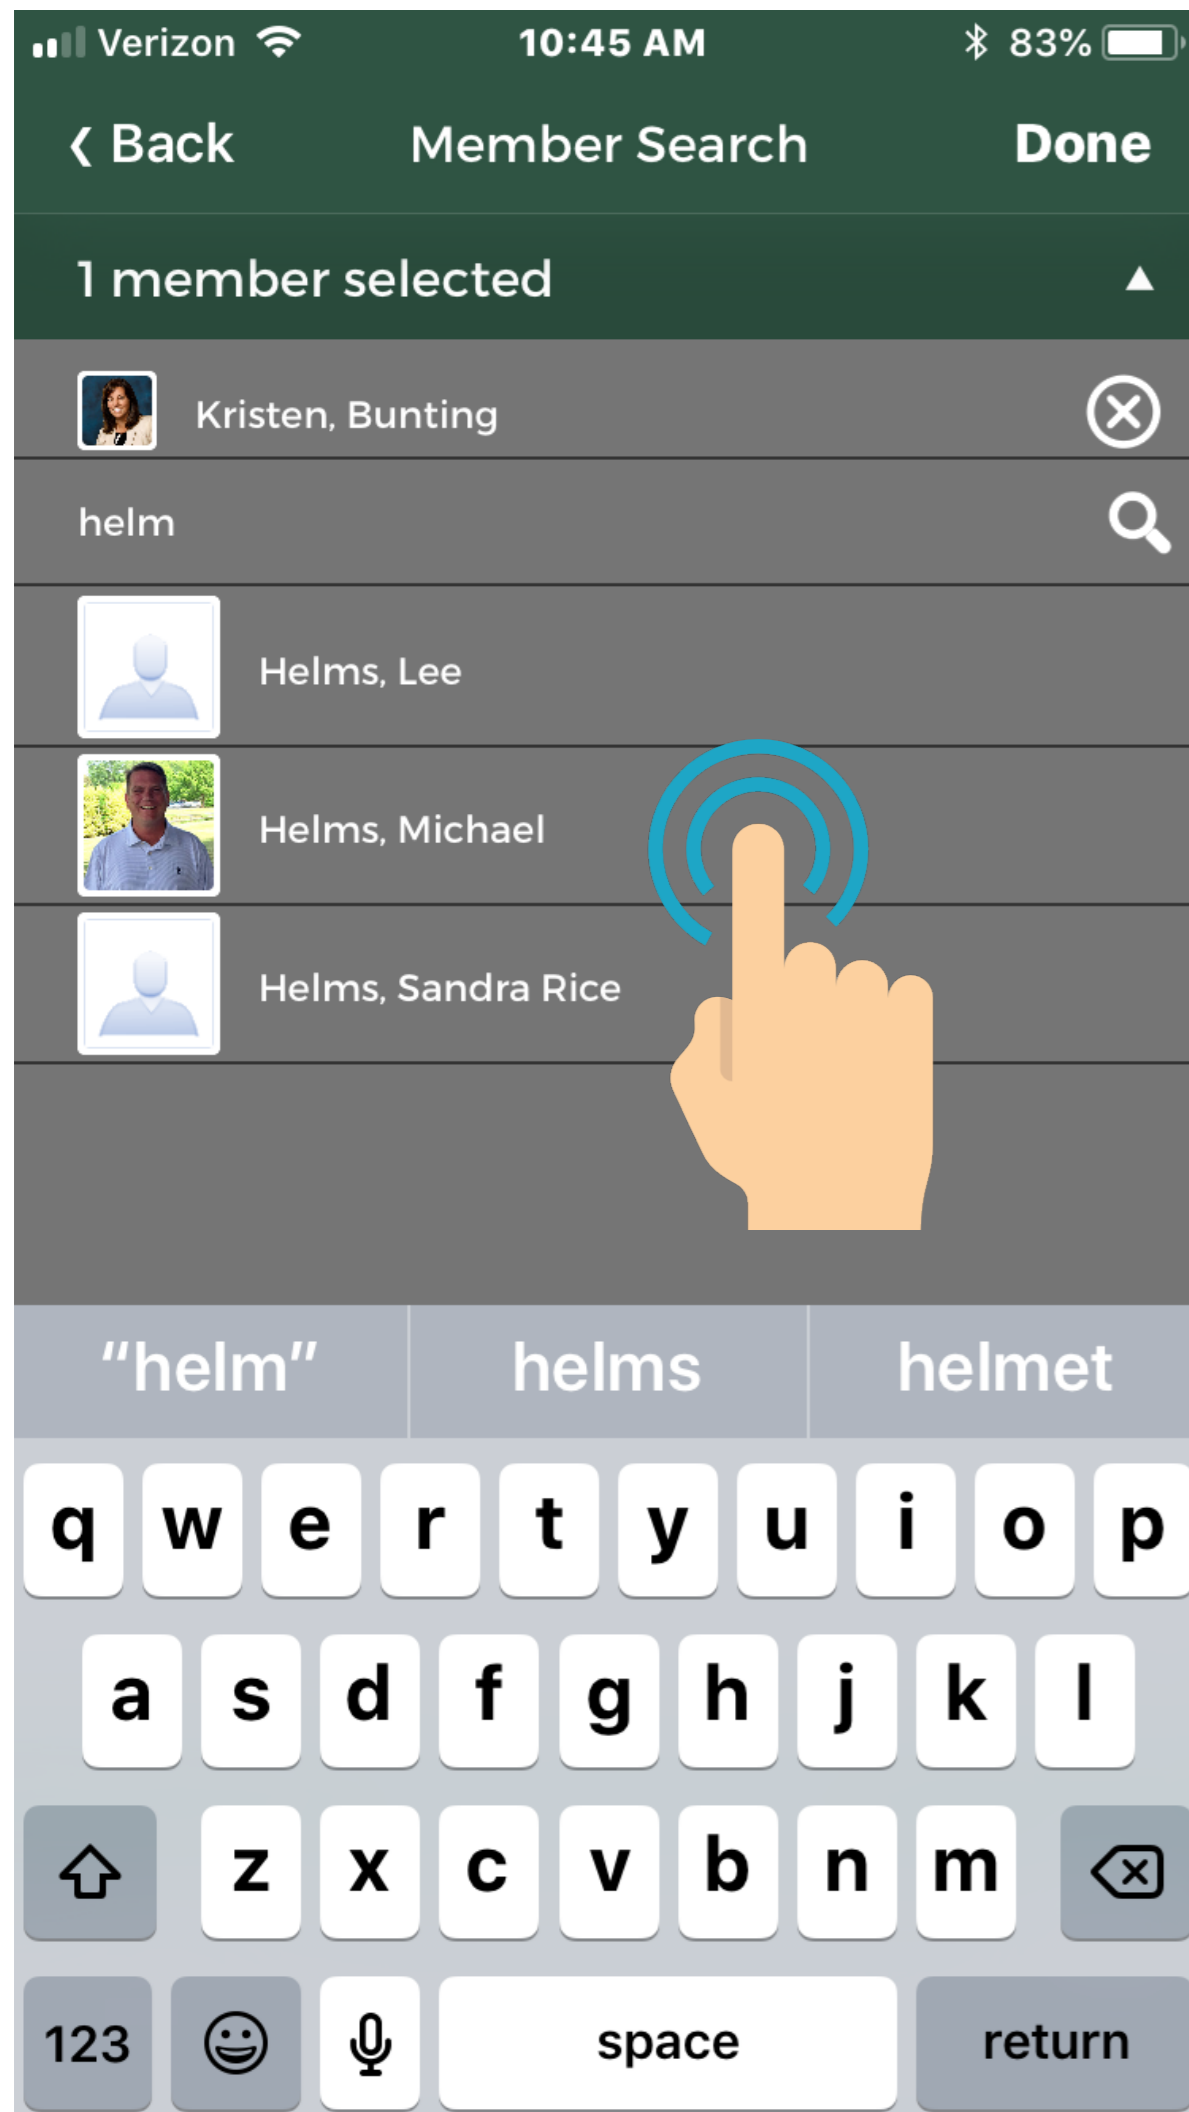 Verizon 10:45 AM 83%
Back Member Search Done
1 member selected
Kristen, Bunting
helm
Helms, Lee
Helms, Michael
Helms, Sandra Rice
"helm" helms helmet
q w e r t y u i o p
a s d f g h j k l
z x c v b n m
123 space return